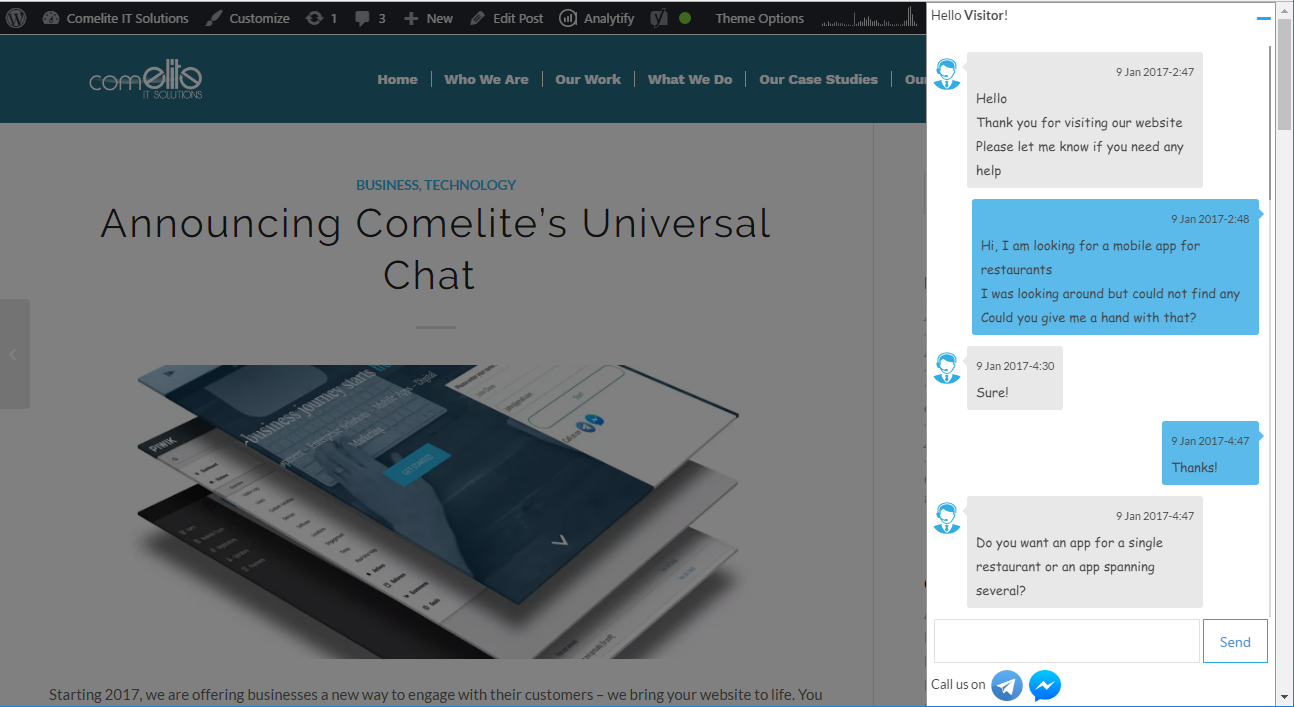 Comelite IT Solutions Customize 1 3 New Edit Post Analytify Theme Options
comelite
IT SOLUTIONS
Home Who We Are Our Work What We Do Our Case Studies
BUSINESS, TECHNOLOGY
Announcing Comelite's Universal
Chat
PIWIK
GET STARTED
Starting 2017, we are offering businesses a new way to engage with their customers – we bring your website to life. You
Hello Visitor!
9 Jan 2017-2:47
Hello
Thank you for visiting our website
Please let me know if you need any
help
9 Jan 2017-2:48
Hi, I am looking for a mobile app for
restaurants
I was looking around but could not find any
Could you give me a hand with that?
9 Jan 2017-4:30
Sure!
9 Jan 2017-4:47
Thanks!
9 Jan 2017-4:47
Do you want an app for a single
restaurant or an app spanning
several?
Send
Call us on